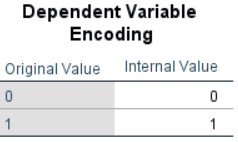 Dependent Variable
Encoding
Original Value Internal Value
0 0
1 1